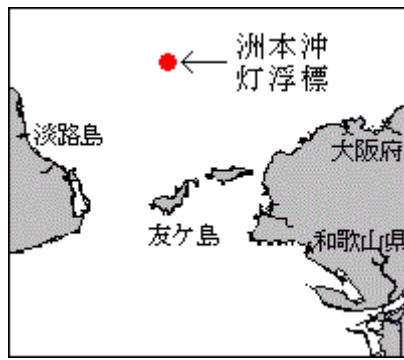 洲本沖
灯浮標
淡路島
大阪府
友ケ島
和歌山県